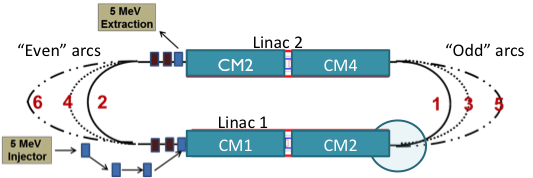 5 MeV
Extraction
"Even" arcs
Linac 2
"Odd" arcs
CM2
CM4
6
4
2
1
3
5
Linac 1
5 MeV
Injector
CM1
CM2